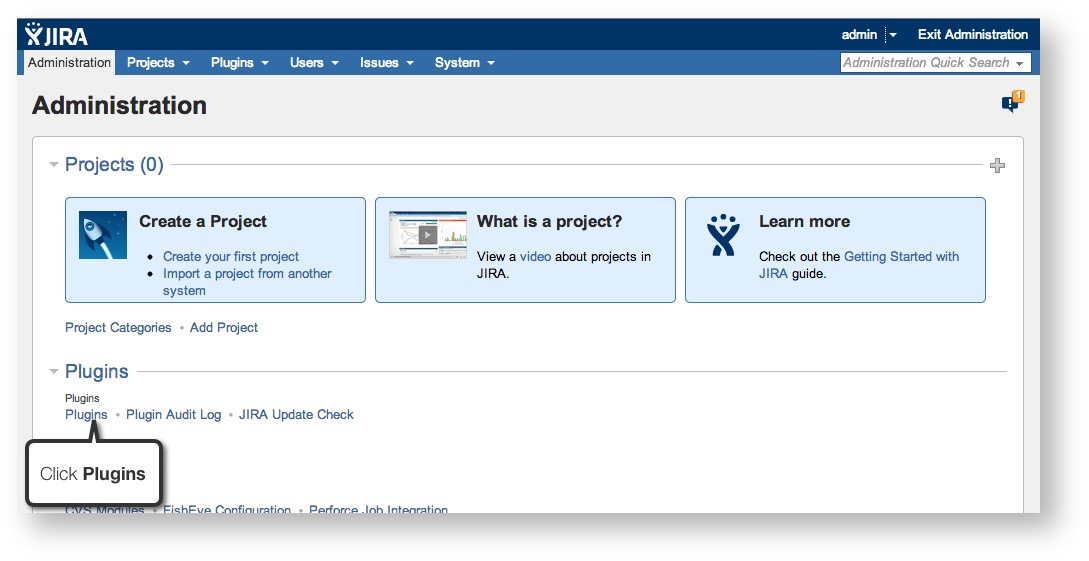 JIRA
admin
Exit Administration
Administration
Projects
Plugins
Users
Issues
System
Administration Quick Search
Administration
1
Projects (0)
Create a Project
Create your first project
Import a project from another
system
What is a project?
View a video about projects in
JIRA.
Learn more
Check out the Getting Started with
JIRA guide.
Project Categories • Add Project
Plugins
Plugins
Plugins • Plugin Audit Log • JIRA Update Check
Click Plugins
CVS Modules • FishEye Configuration • Perforce Job Integration